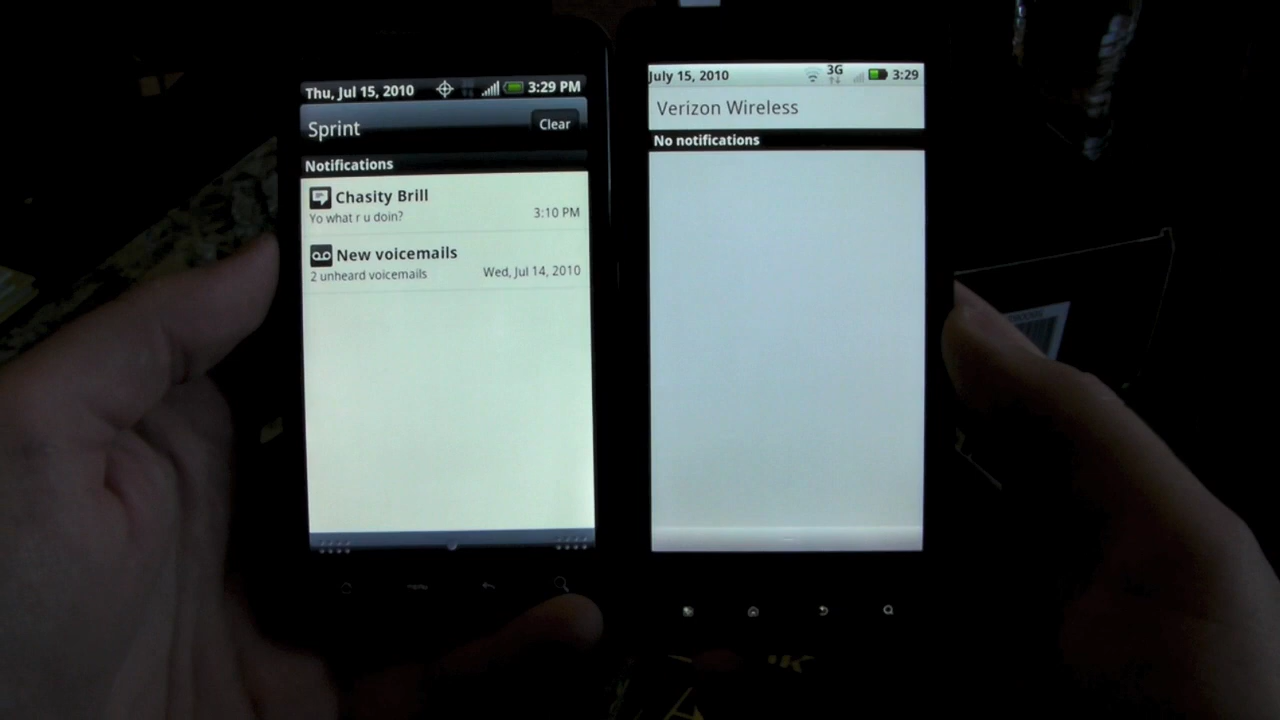 Thu, Jul 15, 2010 3:29 PM
Sprint Clear
Notifications
Chasity Brill
Yo what r u doin? 3:10 PM
New voicemails
2 unheard voicemails Wed, Jul 14, 2010
July 15, 2010 3G 3:29
Verizon Wireless
No notifications